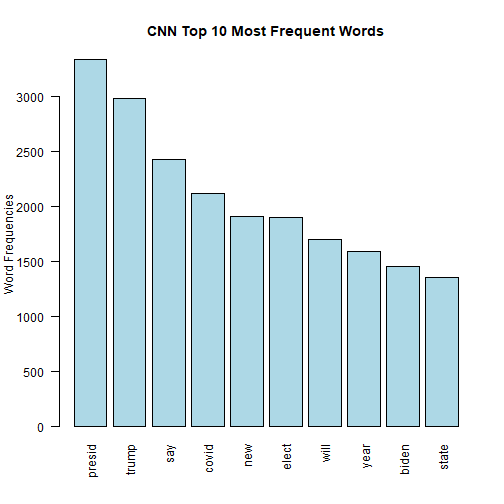 CNN Top 10 Most Frequent Words
Word Frequencies
3000
2500
2000
1500
1000
500
0
presid
trump
say
covid
new
elect
will
year
biden
state